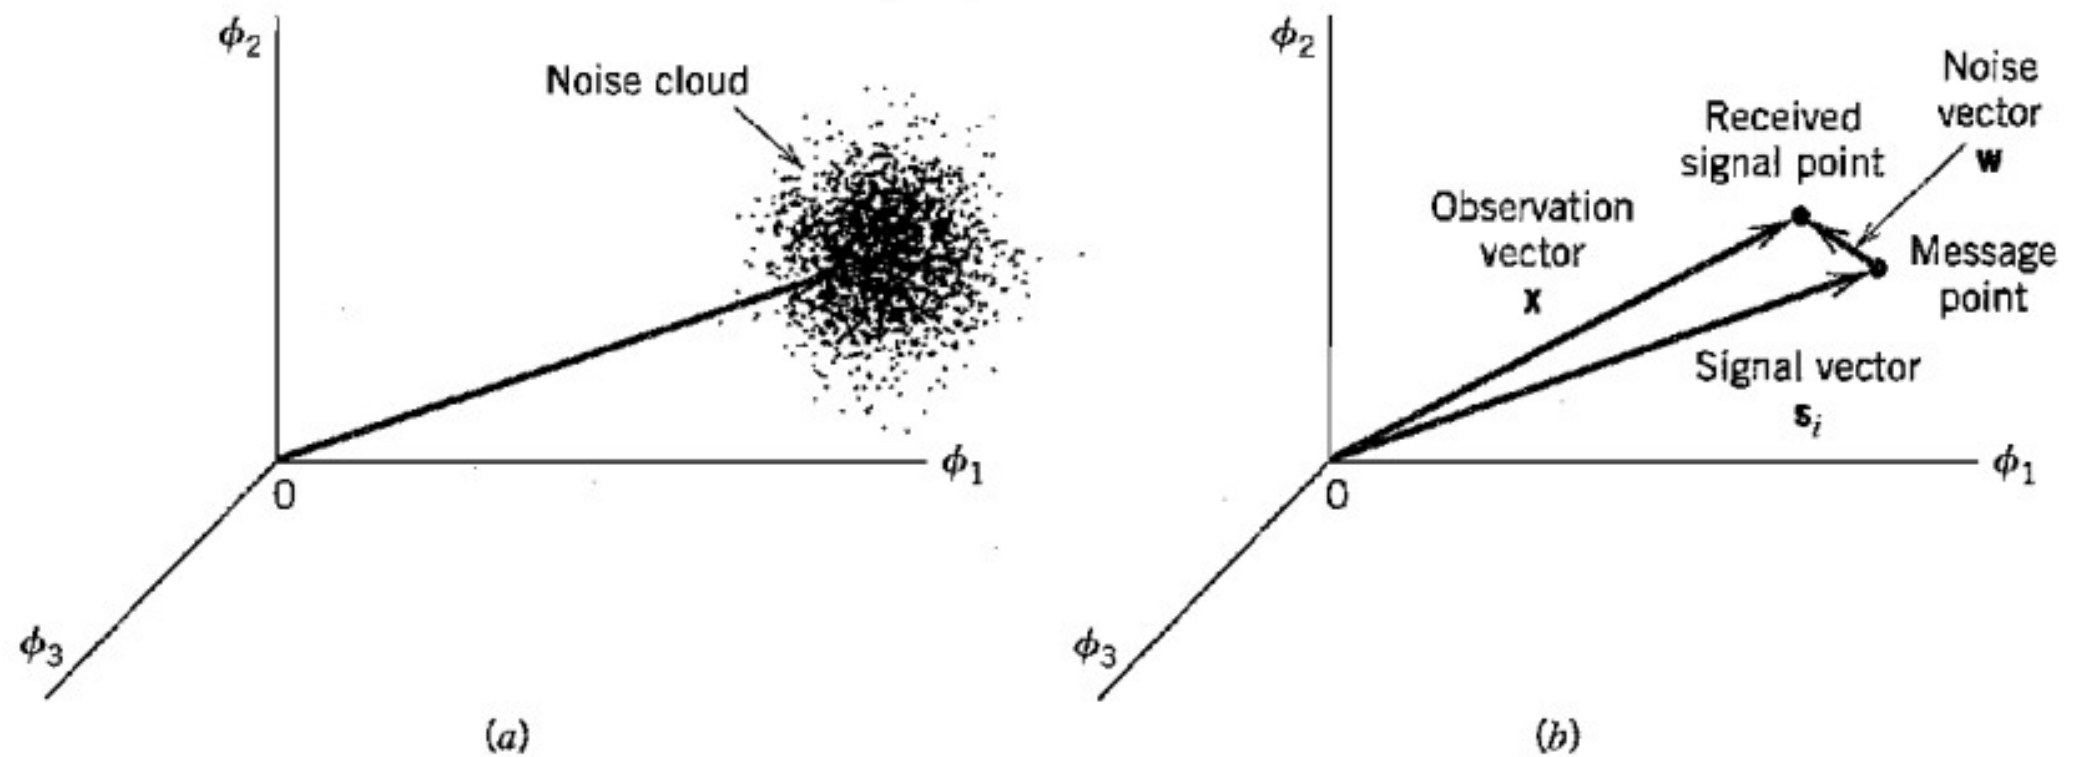 ϕ₂
Noise cloud
ϕ₁
0
ϕ₃
(a)
ϕ₂
Noise
vector
w
Received
signal point
Observation
vector
x
Message
point
Signal vector
sᵢ
ϕ₁
0
ϕ₃
(b)